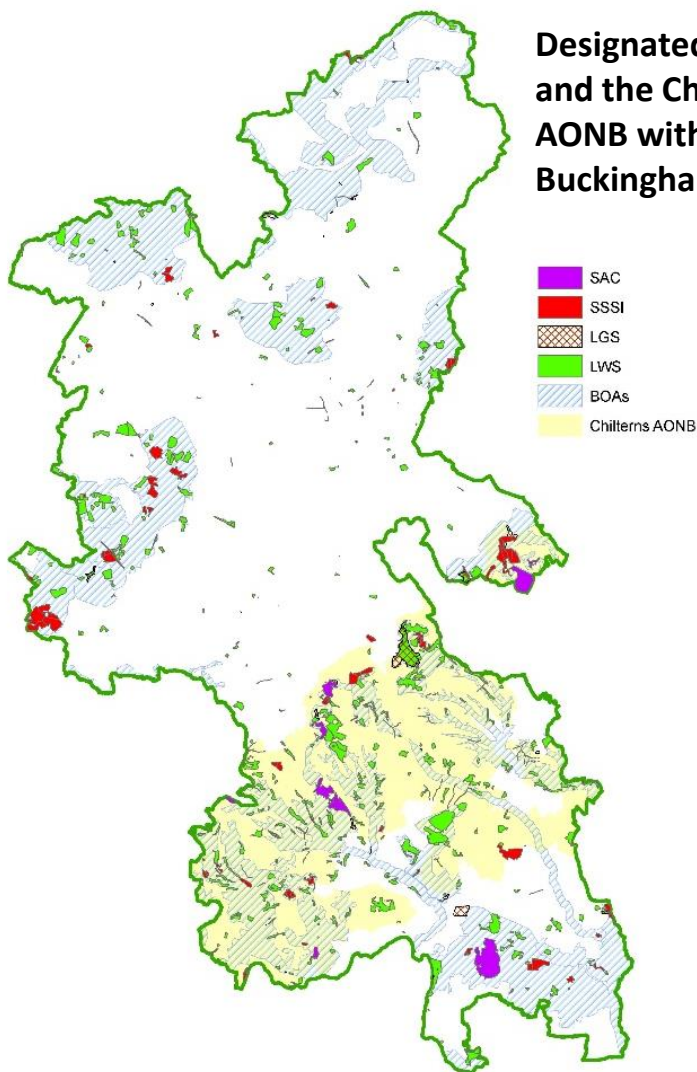 Designated
and the Ch
AONB with
Buckingha
SAC
SSSI
LGS
LWS
BOAs
Chilterns AONB